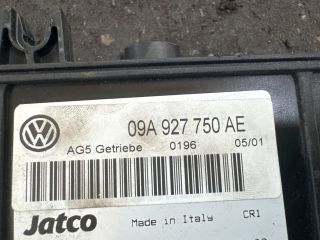 09A 927 750 AE
AG5 Getriebe 0196 05/01
Jatco Made in Italy CR1